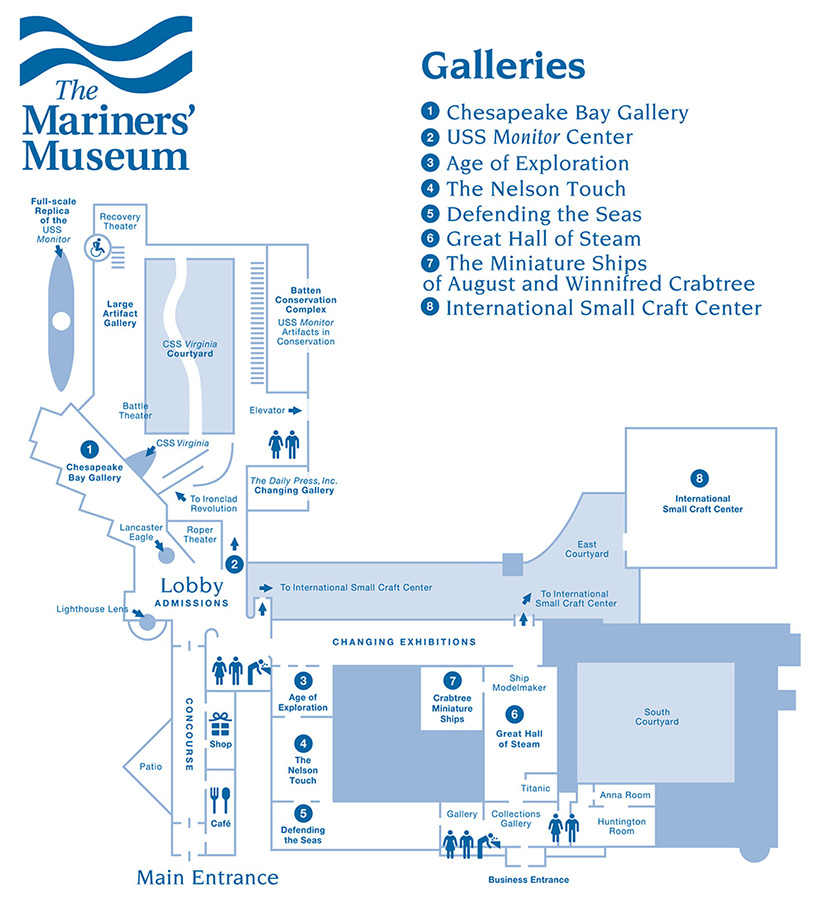 The
Mariners'
Museum
Galleries
1 Chesapeake Bay Gallery
2 USS Monitor Center
3 Age of Exploration
4 The Nelson Touch
5 Defending the Seas
6 Great Hall of Steam
7 The Miniature Ships
of August and Winnifred Crabtree
8 International Small Craft Center
Full-scale
Replica
of the
USS
Monitor
Recovery
Theater
Large
Artifact
Gallery
CSS Virginia
Courtyard
Batten
Conservation
Complex
USS Monitor
Artifacts in
Conservation
Elevator
Battle
Theater
CSS Virginia
1
Chesapeake
Bay Gallery
The Daily Press, Inc.
Changing Gallery
To Ironclad
Revolution
Lancaster
Eagle
Roper
Theater
2
Lobby
ADMISSIONS
Lighthouse Lens
To International Small Craft Center
East
Courtyard
To International
Small Craft Center
8
International
Small Craft Center
CHANGING EXHIBITIONS
3
Age of
Exploration
4
The
Nelson
Touch
5
Defending
the Seas
7
Crabtree
Miniature
Ships
Ship
Modelmaker
6
Great Hall
of Steam
Titanic
Gallery
Collections
Gallery
South
Courtyard
Anna Room
Huntington
Room
CONCOURSE
Shop
Patio
Café
Main Entrance
Business Entrance